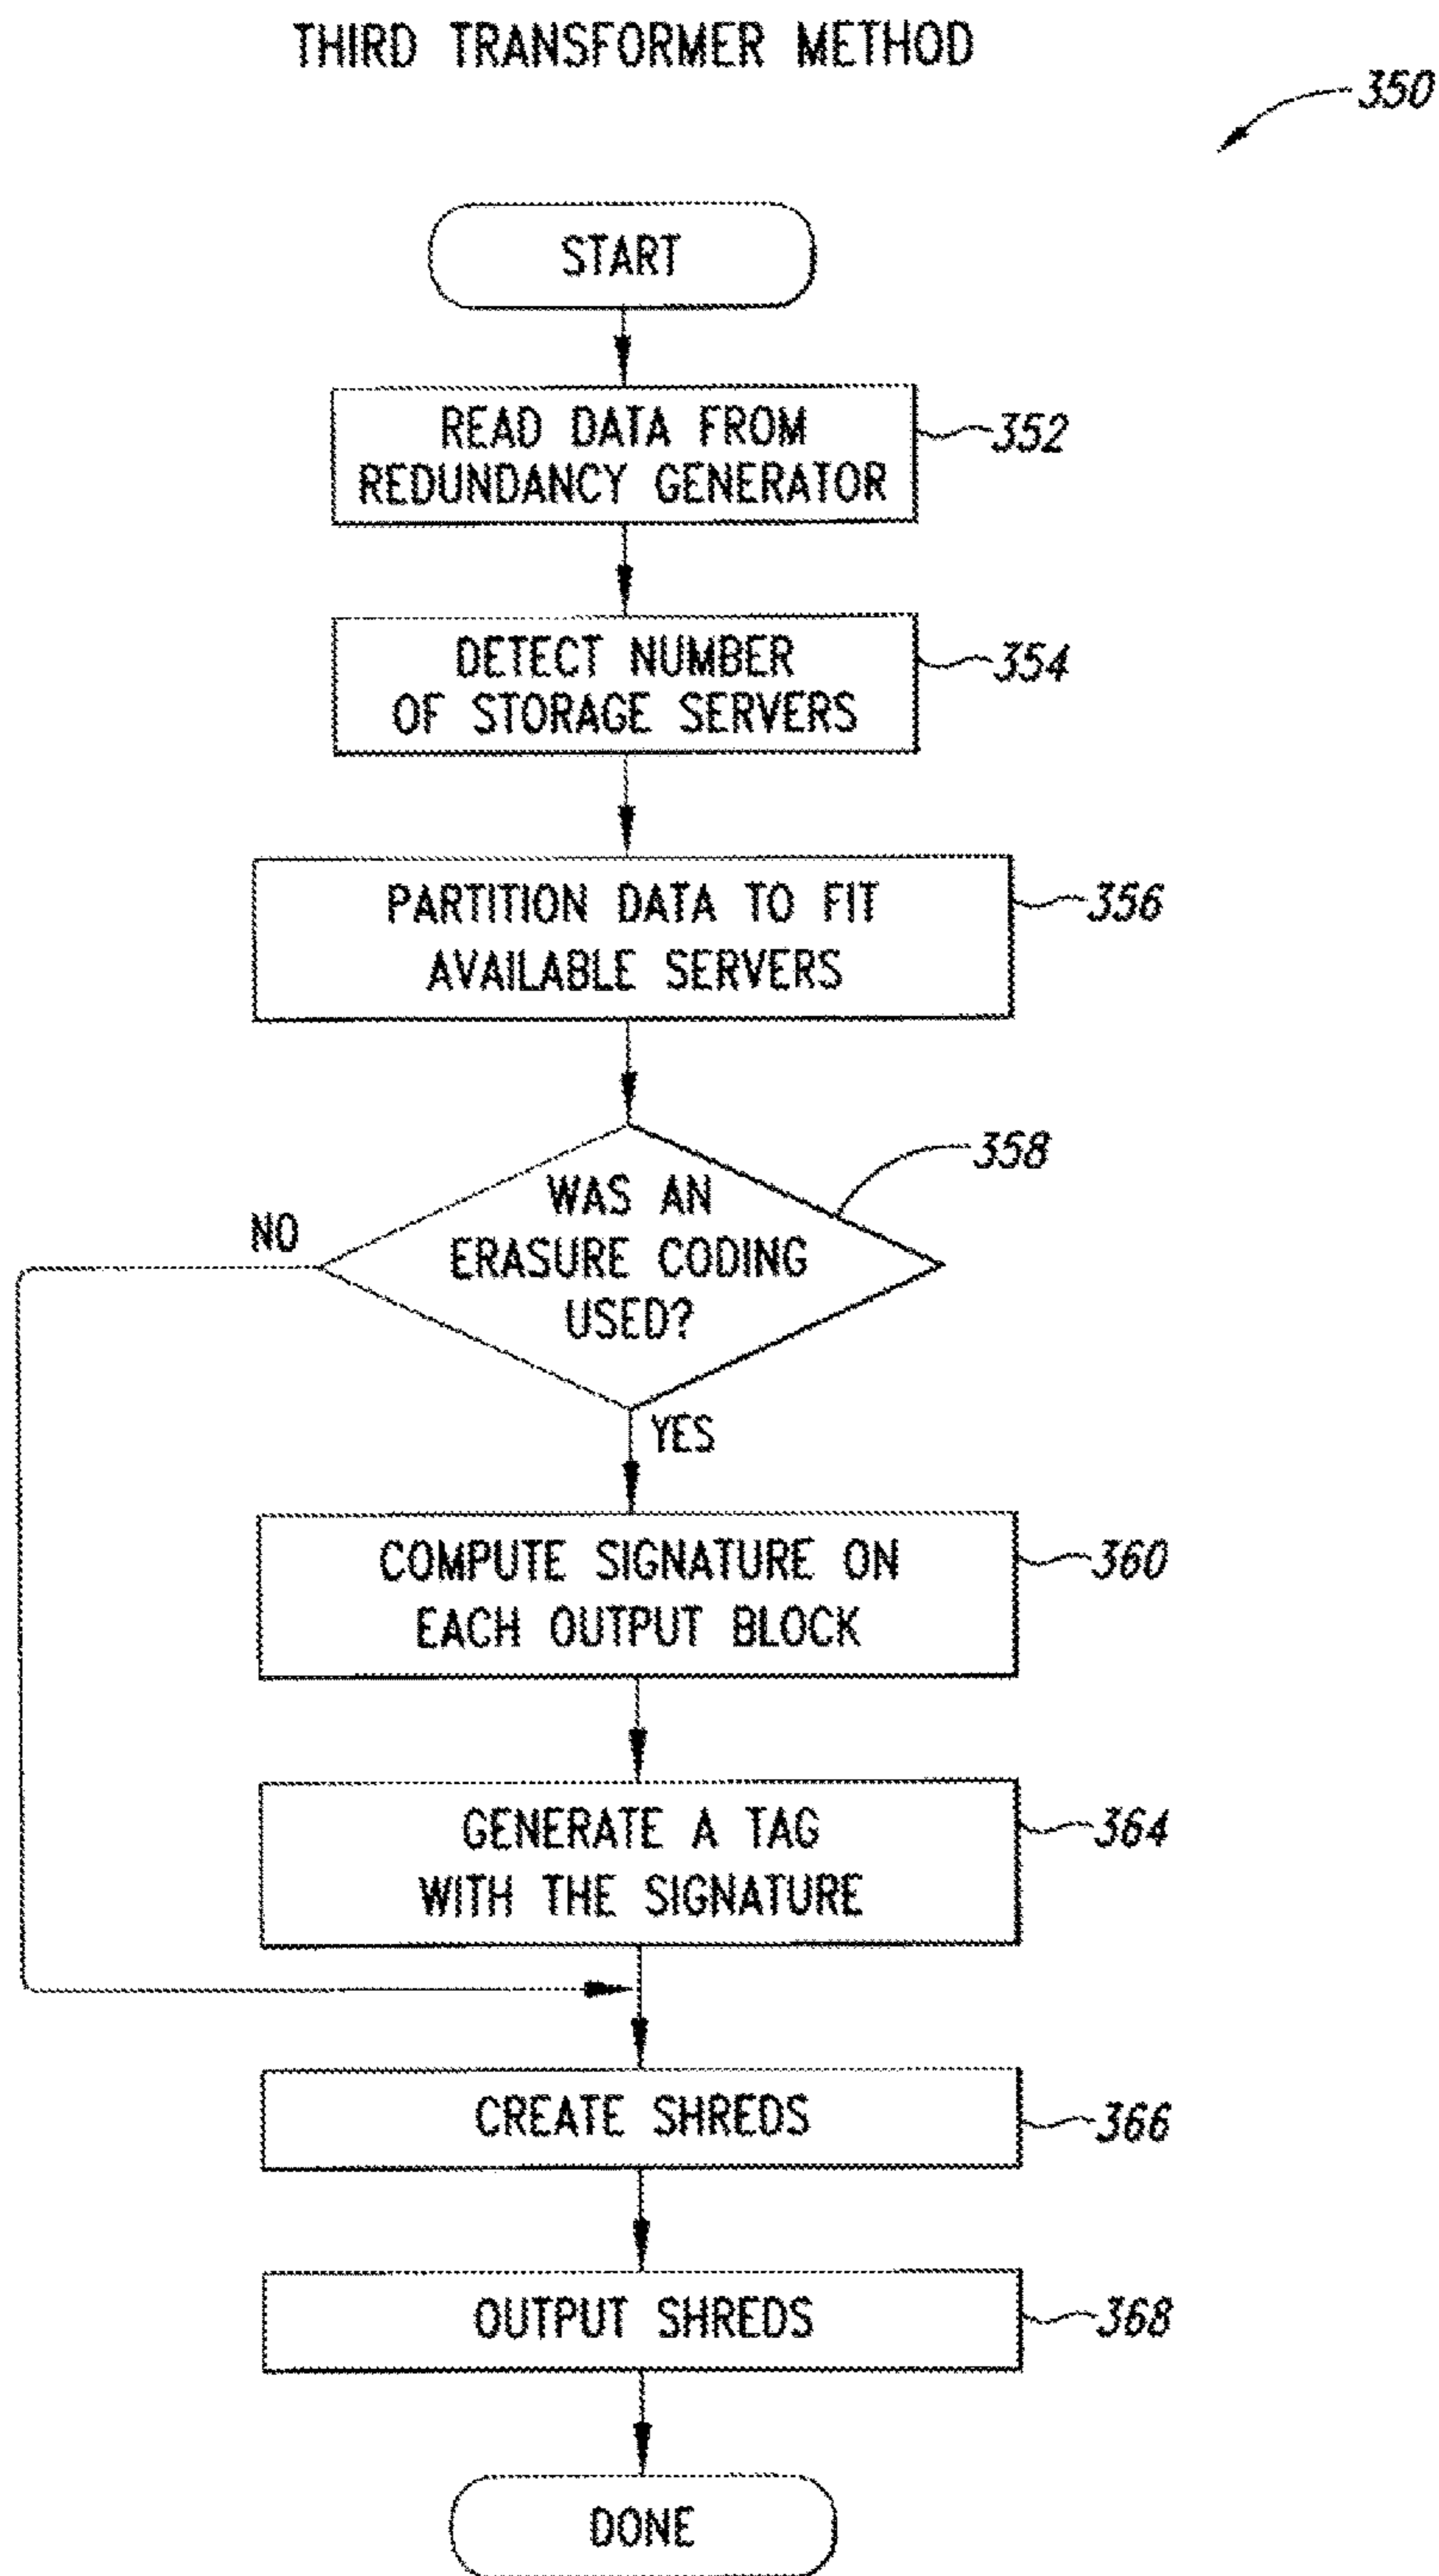 THIRD TRANSFORMER METHOD
350
START
READ DATA FROM
REDUNDANCY GENERATOR
352
DETECT NUMBER
OF STORAGE SERVERS
354
PARTITION DATA TO FIT
AVAILABLE SERVERS
356
358
WAS AN
ERASURE CODING
USED?
NO
YES
COMPUTE SIGNATURE ON
EACH OUTPUT BLOCK
360
GENERATE A TAG
WITH THE SIGNATURE
364
CREATE SHREDS
366
OUTPUT SHREDS
368
DONE